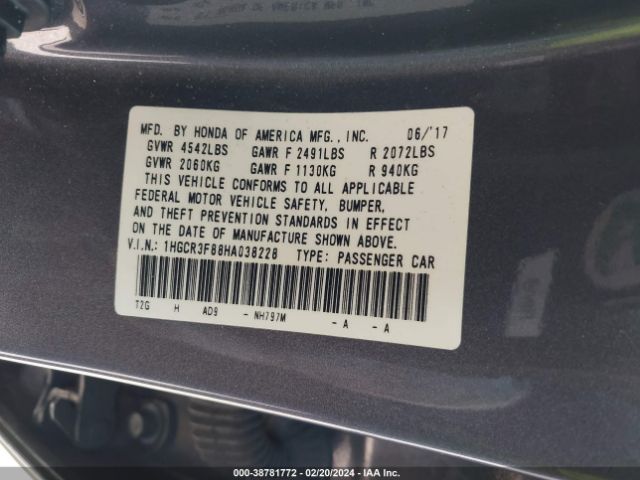 MFD. BY HONDA OF AMERICA MFG., INC. 06/'17
GVWR 4542LBS GAWR F 2491LBS R 2072LBS
GVWR 2060KG GAWR F 1130KG R 940KG
THIS VEHICLE CONFORMS TO ALL APPLICABLE
FEDERAL MOTOR VEHICLE SAFETY, BUMPER,
AND THEFT PREVENTION STANDARDS IN EFFECT
ON THE DATE OF MANUFACTURE SHOWN ABOVE.
V.I.N.: 1HGCR3F88HA038228 TYPE: PASSENGER CAR
T2G H AD9 - NH797M - A - A
000-38781772 - 02/20/2024 - IAA Inc.